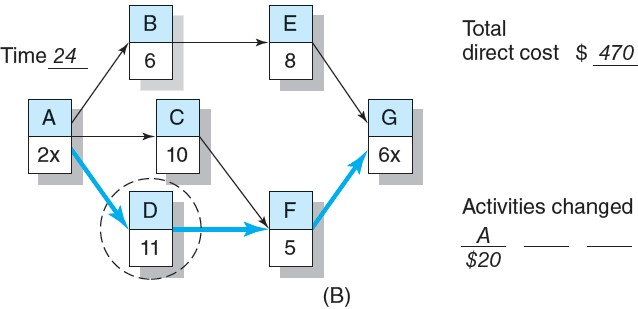 Time 24
B
6
E
8
Total
direct cost $ 470
A
2x
C
10
G
6x
D
11
F
5
Activities changed
A
$20
(B)